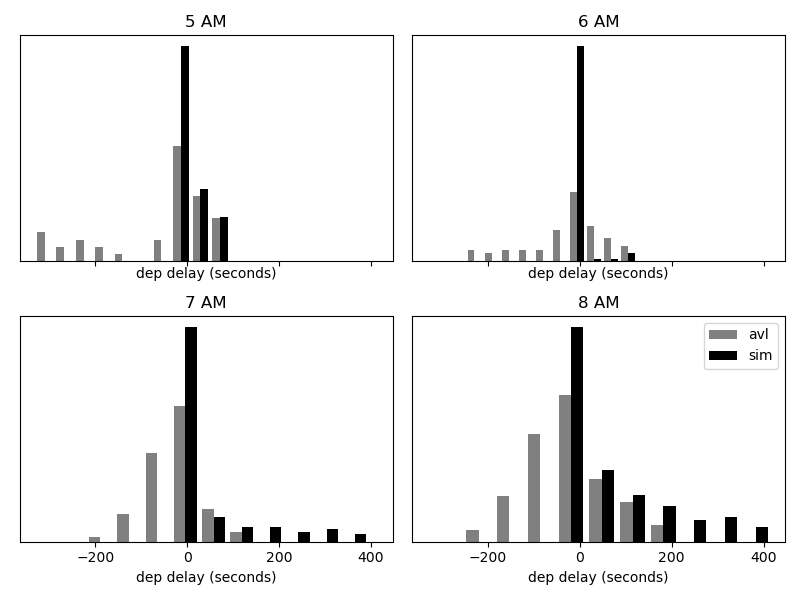 5 AM
6 AM
dep delay (seconds)
dep delay (seconds)
7 AM
8 AM
avl
sim
−200
0
200
400
−200
0
200
400
dep delay (seconds)
dep delay (seconds)